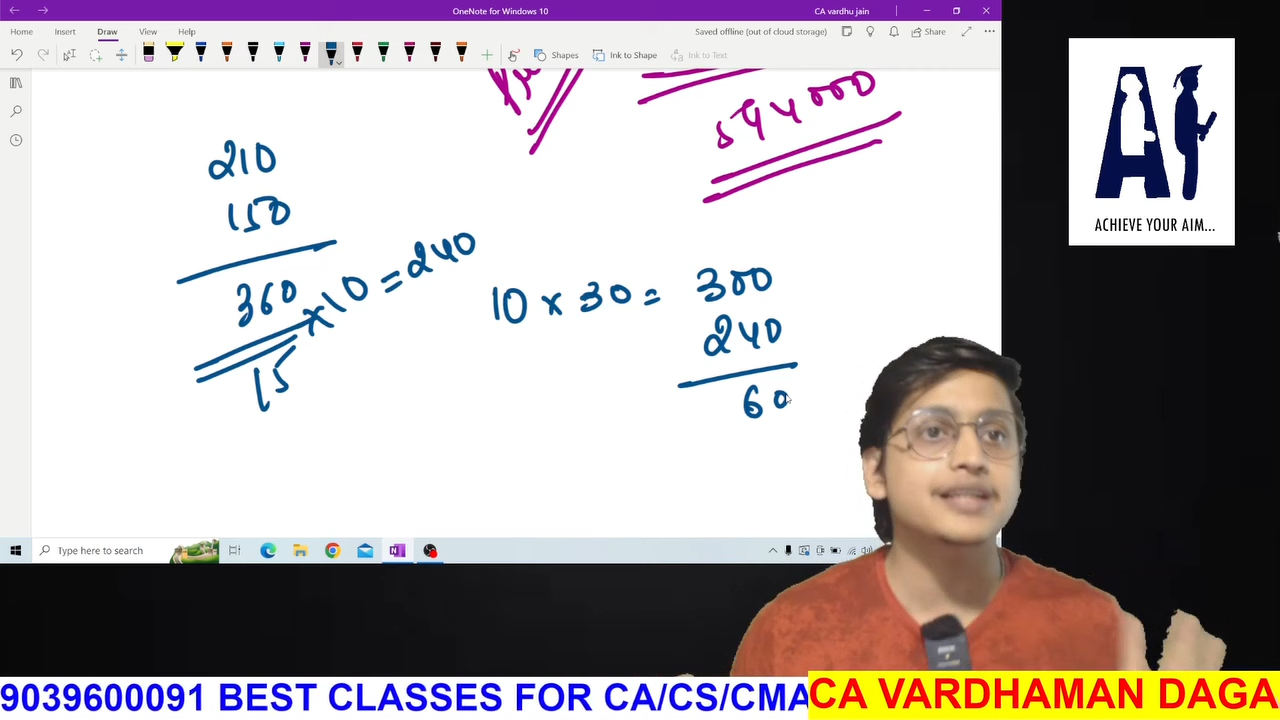 OneNote for Windows 10
CA vardhu jain
Home Insert Draw View Help
Saved offline (out of cloud storage)
Share
Shapes
Ink to Shape
Ink to Text
594000
210
150
360
× 10 = 240
15
10 × 30 = 300
240
60
ACHIEVE YOUR AIM...
Type here to search
9039600091 BEST CLASSES FOR CA/CS/CMA
CA VARDHAMAN DAGA